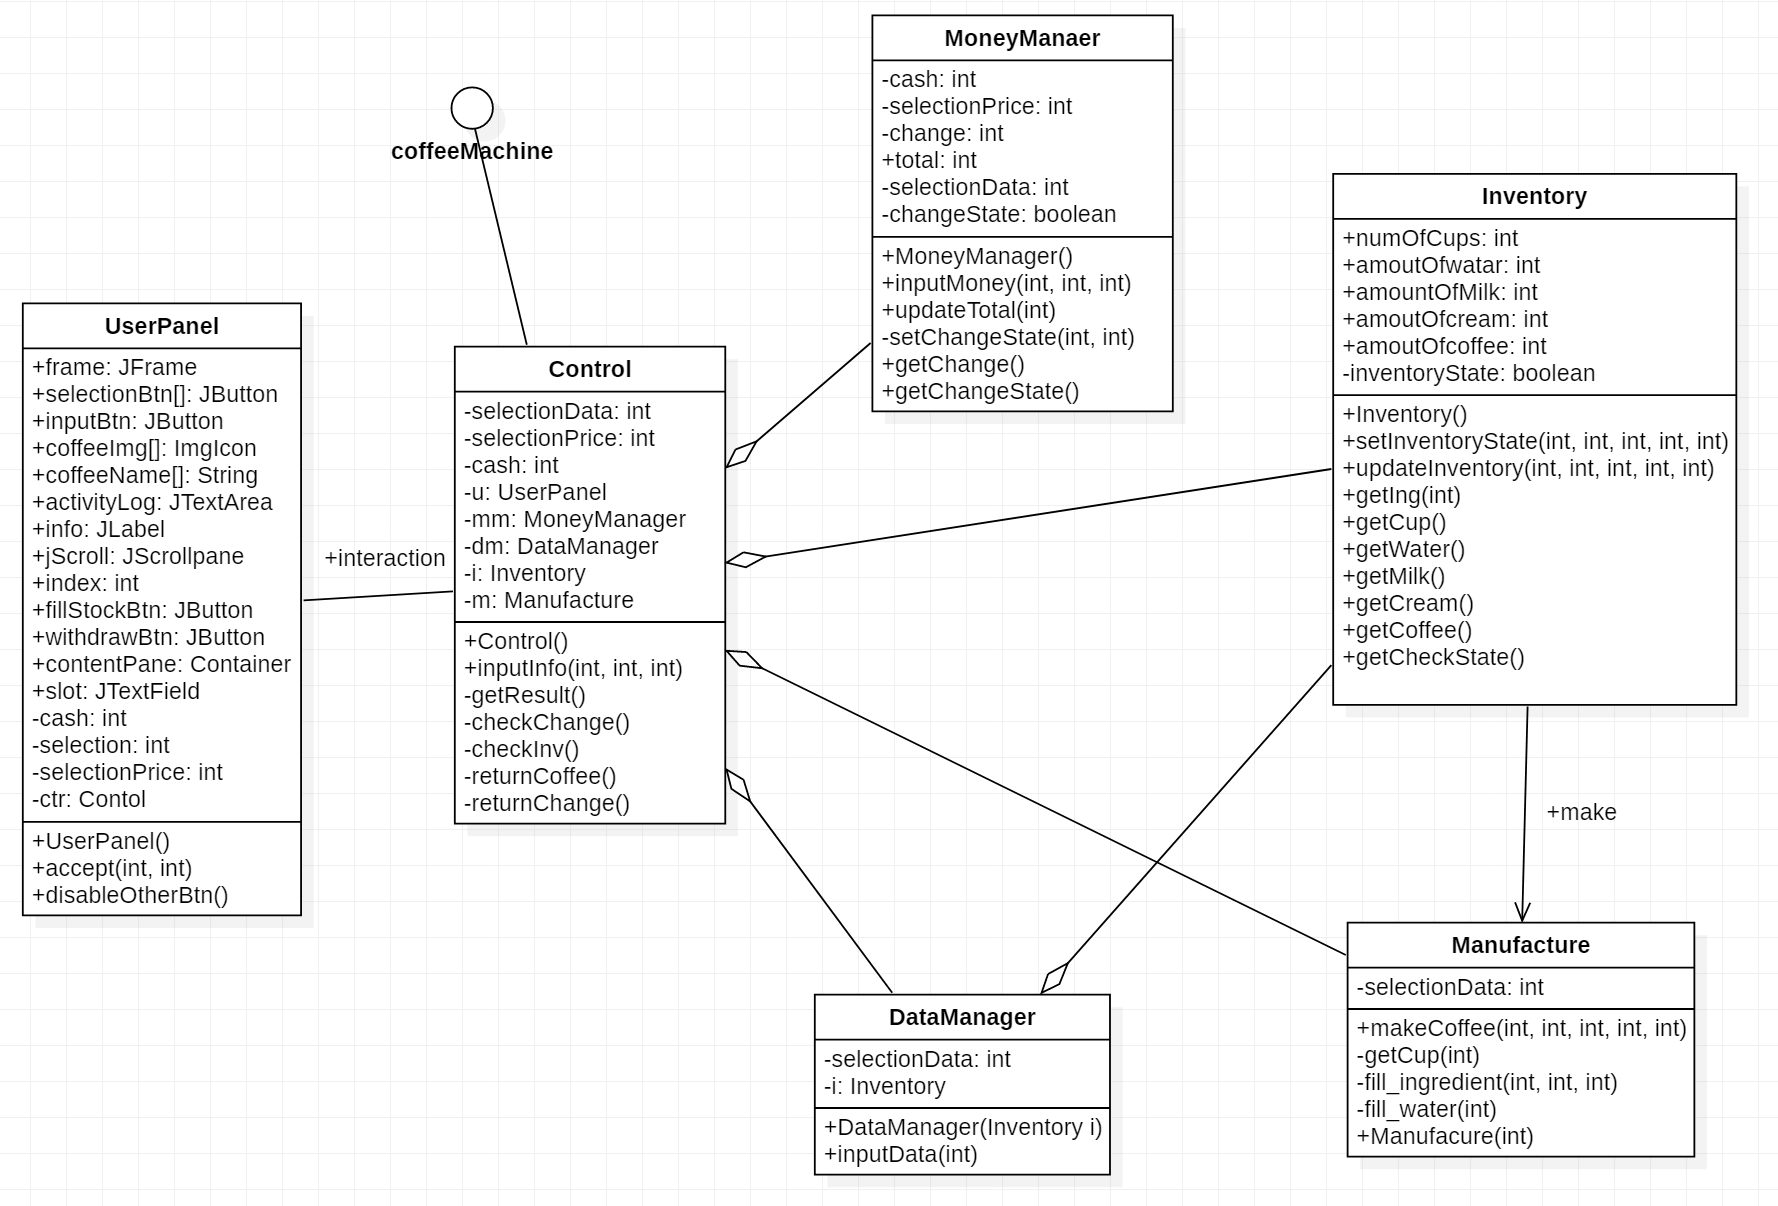 MoneyManaer
-cash: int
-selectionPrice: int
-change: int
+total: int
-selectionData: int
-changeState: boolean
+MoneyManager()
+inputMoney(int, int, int)
+updateTotal(int)
-setChangeState(int, int)
+getChange()
+getChangeState()
coffeeMachine
Inventory
+numOfCups: int
+amoutOfwatar: int
+amountOfMilk: int
+amoutOfcream: int
+amoutOfcoffee: int
-inventoryState: boolean
+Inventory()
+setInventoryState(int, int, int, int, int)
+updateInventory(int, int, int, int, int)
+getIng(int)
+getCup()
+getWater()
+getMilk()
+getCream()
+getCoffee()
+getCheckState()
UserPanel
+frame: JFrame
+selectionBtn[]: JButton
+inputBtn: JButton
+coffeeImg[]: ImgIcon
+coffeeName[]: String
+activityLog: JTextArea
+info: JLabel
+jScroll: JScrollpane
+index: int
+fillStockBtn: JButton
+withdrawBtn: JButton
+contentPane: Container
+slot: JTextField
-cash: int
-selection: int
-selectionPrice: int
-ctr: Contol
+UserPanel()
+accept(int, int)
+disableOtherBtn()
+interaction
Control
-selectionData: int
-selectionPrice: int
-cash: int
-u: UserPanel
-mm: MoneyManager
-dm: DataManager
-i: Inventory
-m: Manufacture
+Control()
+inputInfo(int, int, int)
-getResult()
-checkChange()
-checkInv()
-returnCoffee()
-returnChange()
+make
DataManager
-selectionData: int
-i: Inventory
+DataManager(Inventory i)
+inputData(int)
Manufacture
-selectionData: int
+makeCoffee(int, int, int, int, int)
-getCup(int)
-fill_ingredient(int, int, int)
-fill_water(int)
+Manufacure(int)